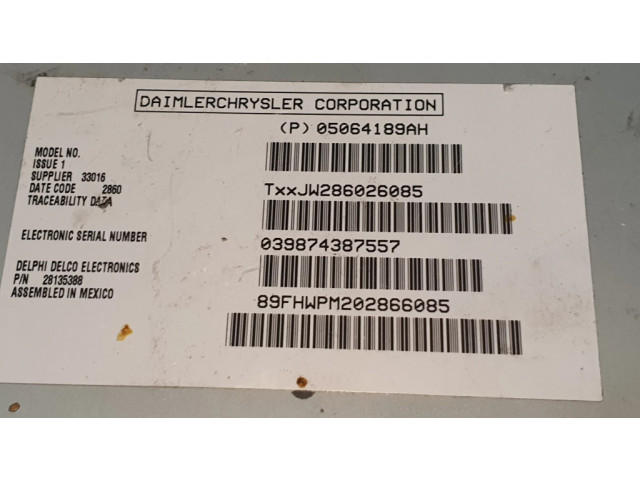 DAIMLERCHRYSLER CORPORATION
(P) 05064189AH
MODEL NO.
ISSUE 1
SUPPLIER 33016
DATE CODE 2860
TRACEABILITY DATA
TxxJW286026085
ELECTRONIC SERIAL NUMBER
039874387557
DELPHI DELCO ELECTRONICS
P/N 28135388
ASSEMBLED IN MEXICO
89FHWPM202866085